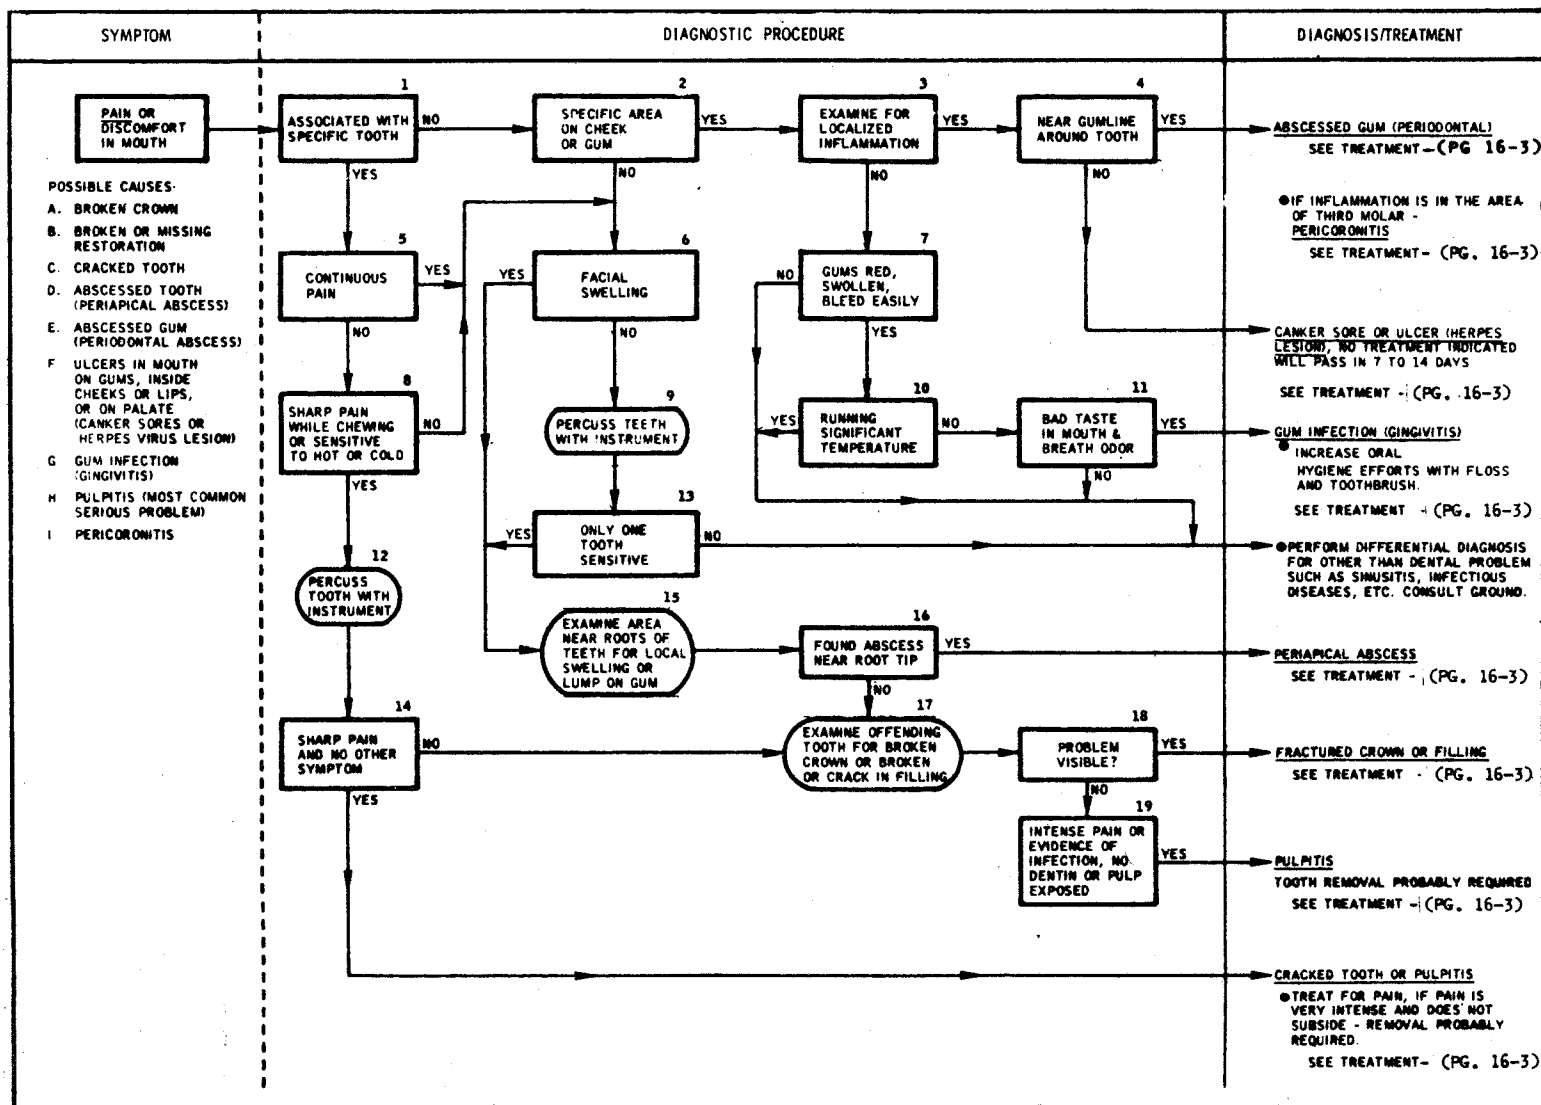 SYMPTOM
DIAGNOSTIC PROCEDURE
DIAGNOSIS/TREATMENT
PAIN OR
DISCOMFORT
IN MOUTH
POSSIBLE CAUSES·
A. BROKEN CROWN
B. BROKEN OR MISSING
RESTORATION
C. CRACKED TOOTH
D. ABSCESSED TOOTH
(PERIAPICAL ABSCESS)
E. ABSCESSED GUM
(PERIODONTAL ABSCESS)
F ULCERS IN MOUTH
ON GUMS, INSIDE
CHEEKS OR LIPS,
OR ON PALATE
(CANKER SORES OR
HERPES VIRUS LESION)
G GUM INFECTION
(GINGIVITIS)
H PULPITIS (MOST COMMON
SERIOUS PROBLEM)
I PERICORONITIS
1
ASSOCIATED WITH
SPECIFIC TOOTH
NO
YES
2
SPECIFIC AREA
ON CHEEK
OR GUM
YES
NO
3
EXAMINE FOR
LOCALIZED
INFLAMMATION
YES
NO
4
NEAR GUMLINE
AROUND TOOTH
YES
NO
5
CONTINUOUS
PAIN
YES
NO
6
YES
FACIAL
SWELLING
NO
7
NO
GUMS RED,
SWOLLEN,
BLEED EASILY
YES
8
SHARP PAIN
WHILE CHEWING
OR SENSITIVE
TO HOT OR COLD
NO
YES
9
PERCUSS TEETH
WITH INSTRUMENT
10
YES
RUNNING
SIGNIFICANT
TEMPERATURE
NO
11
BAD TASTE
IN MOUTH &
BREATH ODOR
YES
NO
12
PERCUSS
TOOTH WITH
INSTRUMENT
13
YES
ONLY ONE
TOOTH
SENSITIVE
NO
14
SHARP PAIN
AND NO OTHER
SYMPTOM
NO
YES
15
EXAMINE AREA
NEAR ROOTS OF
TEETH FOR LOCAL
SWELLING OR
LUMP ON GUM
16
FOUND ABSCESS
NEAR ROOT TIP
YES
NO
17
EXAMINE OFFENDING
TOOTH FOR BROKEN
CROWN OR BROKEN
OR CRACK IN FILLING
18
PROBLEM
VISIBLE?
YES
NO
19
INTENSE PAIN OR
EVIDENCE OF
INFECTION, NO
DENTIN OR PULP
EXPOSED
YES
ABSCESSED GUM (PERIODONTAL)
SEE TREATMENT -(PG 16-3)
●IF INFLAMMATION IS IN THE AREA
OF THIRD MOLAR -
PERICORONITIS
SEE TREATMENT- (PG. 16-3)
CANKER SORE OR ULCER (HERPES
LESION), NO TREATMENT INDICATED
WILL PASS IN 7 TO 14 DAYS
SEE TREATMENT - (PG. 16-3)
GUM INFECTION (GINGIVITIS)
● INCREASE ORAL
HYGIENE EFFORTS WITH FLOSS
AND TOOTHBRUSH.
SEE TREATMENT - (PG. 16-3)
●PERFORM DIFFERENTIAL DIAGNOSIS
FOR OTHER THAN DENTAL PROBLEM
SUCH AS SINUSITIS, INFECTIOUS
DISEASES, ETC. CONSULT GROUND.
PERIAPICAL ABSCESS
SEE TREATMENT - (PG. 16-3)
FRACTURED CROWN OR FILLING
SEE TREATMENT - (PG. 16-3)
PULPITIS
TOOTH REMOVAL PROBABLY REQUIRED
SEE TREATMENT - (PG. 16-3)
CRACKED TOOTH OR PULPITIS
●TREAT FOR PAIN, IF PAIN IS
VERY INTENSE AND DOES NOT
SUBSIDE - REMOVAL PROBABLY
REQUIRED.
SEE TREATMENT- (PG. 16-3)